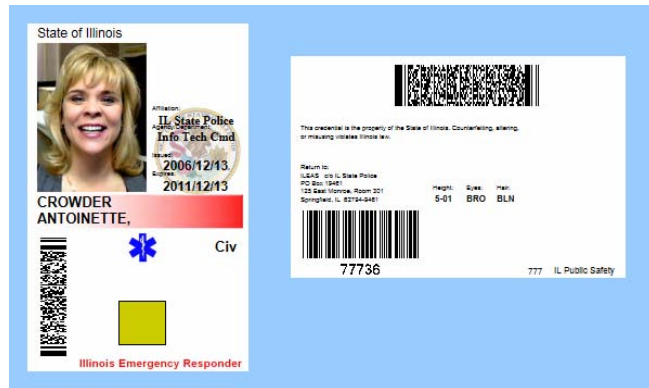 State of Illinois
Affiliation:
IL State Police
Agency/Department:
Info Tech Cmd
Issued:
2006/12/13
Expires:
2011/12/13
CROWDER
ANTOINETTE,
Civ
Illinois Emergency Responder
This credential is the property of the State of Illinois. Counterfeiting, altering,
or misusing violates Illinois law.
Return to:
ILEAS c/o IL State Police
PO Box 19461
125 East Monroe, Room 201
Springfield, IL 62794-9461
Height: Eyes: Hair:
5-01 BRO BLN
77736
777 IL Public Safety